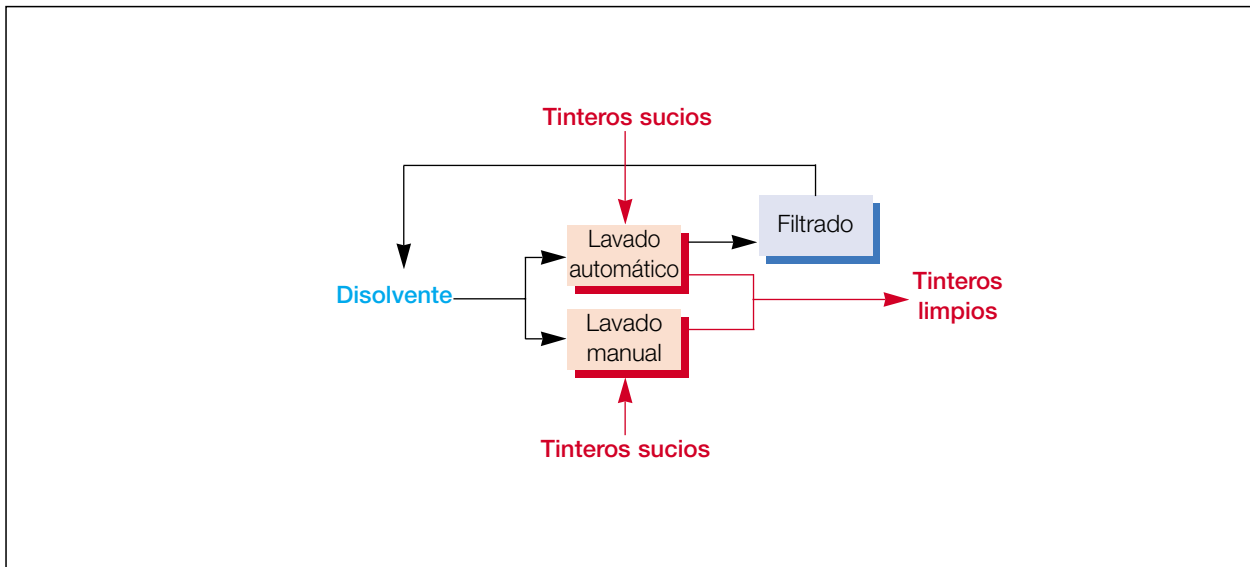 Tinteros sucios
Filtrado
Lavado
automático
Disolvente
Tinteros
limpios
Lavado
manual
Tinteros sucios